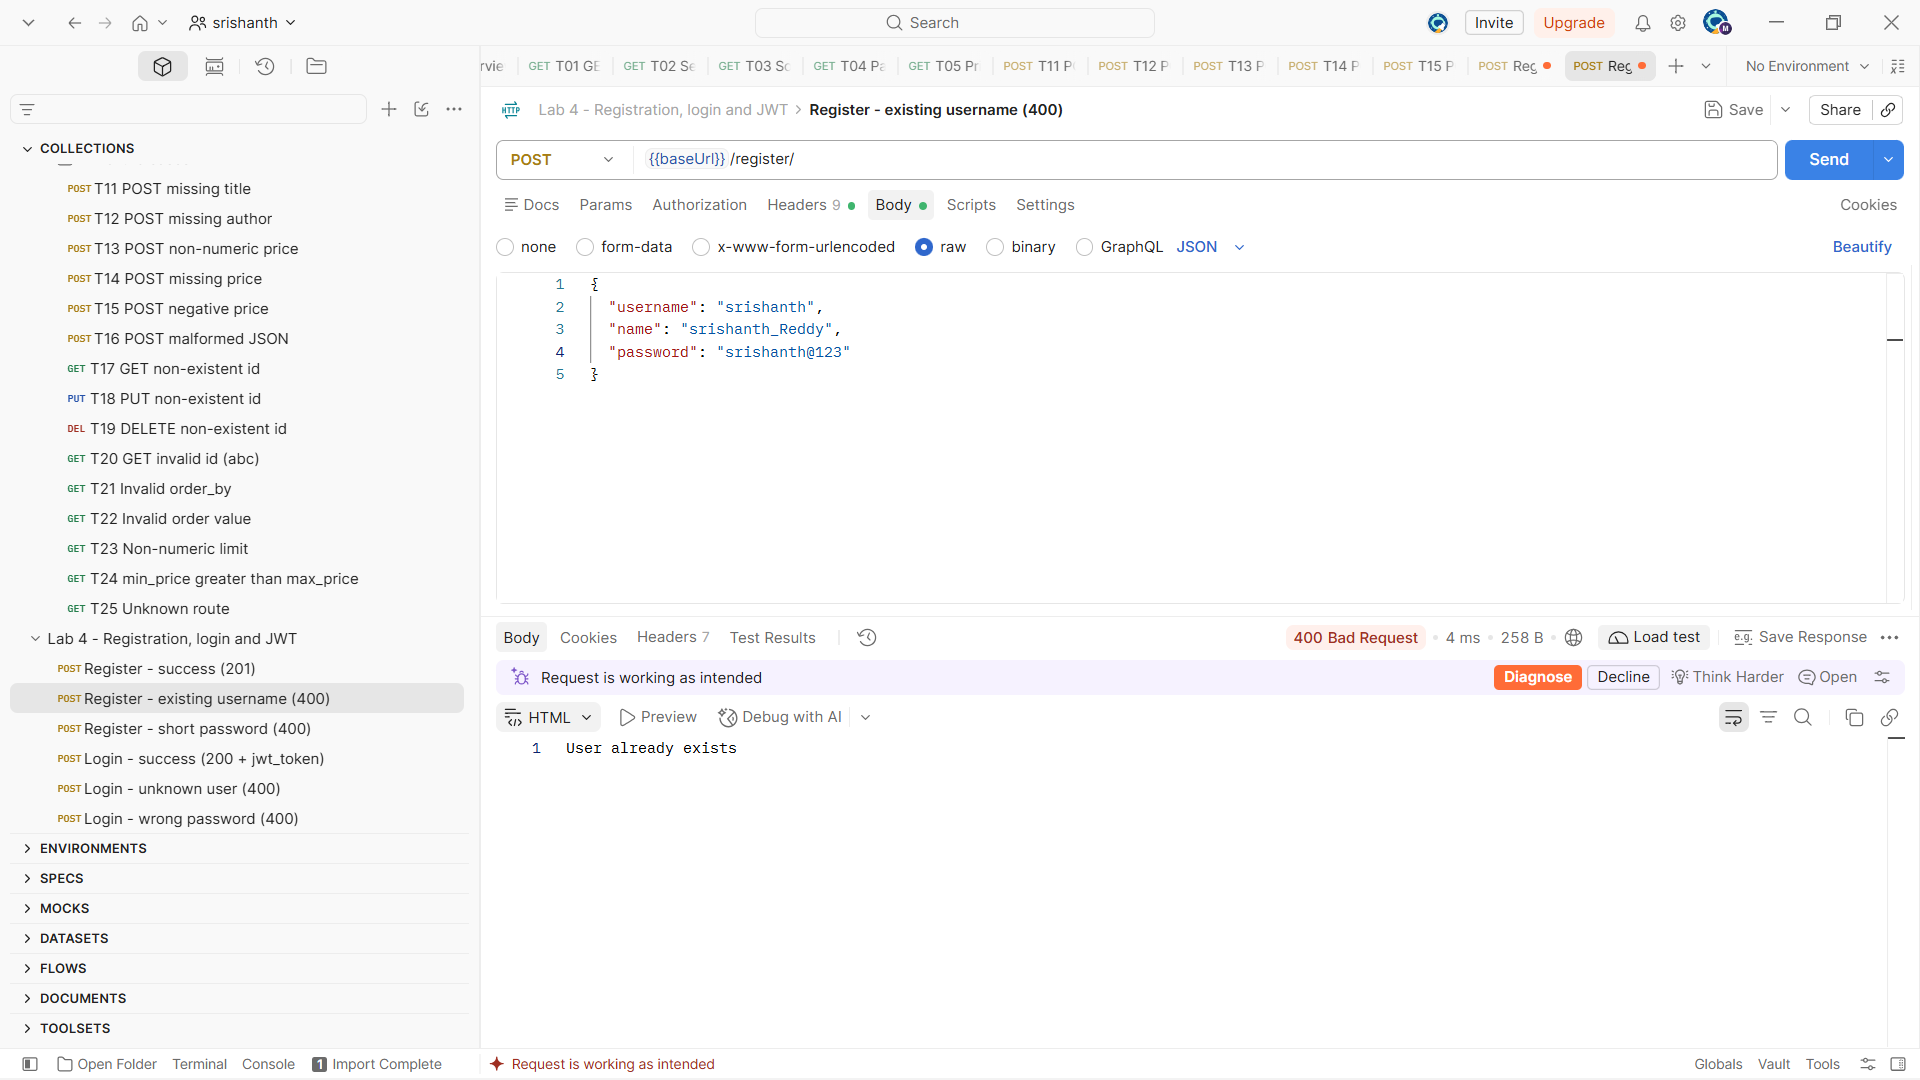 srishanth
Search
Invite
Upgrade
GET T01 GE
GET T02 Se
GET T03 Sc
GET T04 Pa
GET T05 Pr
POST T11 P
POST T12 P
POST T13 P
POST T14 P
POST T15 P
POST Reg
POST Reg
No Environment
Lab 4 - Registration, login and JWT > Register - existing username (400)
Save
Share
COLLECTIONS
POST {{baseUrl}} /register/
Send
Docs Params Authorization Headers 9 Body Scripts Settings Cookies
none form-data x-www-form-urlencoded raw binary GraphQL JSON Beautify
1 {
2 "username": "srishanth",
3 "name": "srishanth_Reddy",
4 "password": "srishanth@123"
5 }
POST T11 POST missing title
POST T12 POST missing author
POST T13 POST non-numeric price
POST T14 POST missing price
POST T15 POST negative price
POST T16 POST malformed JSON
GET T17 GET non-existent id
PUT T18 PUT non-existent id
DEL T19 DELETE non-existent id
GET T20 GET invalid id (abc)
GET T21 Invalid order_by
GET T22 Invalid order value
GET T23 Non-numeric limit
GET T24 min_price greater than max_price
GET T25 Unknown route
Lab 4 - Registration, login and JWT
POST Register - success (201)
POST Register - existing username (400)
POST Register - short password (400)
POST Login - success (200 + jwt_token)
POST Login - unknown user (400)
POST Login - wrong password (400)
ENVIRONMENTS
SPECS
MOCKS
DATASETS
FLOWS
DOCUMENTS
TOOLSETS
Body Cookies Headers 7 Test Results
400 Bad Request • 4 ms • 258 B • Load test e.g. Save Response
Request is working as intended
Diagnose Decline Think Harder Open
HTML Preview Debug with AI
1 User already exists
Open Folder Terminal Console 1 Import Complete
Request is working as intended
Globals Vault Tools